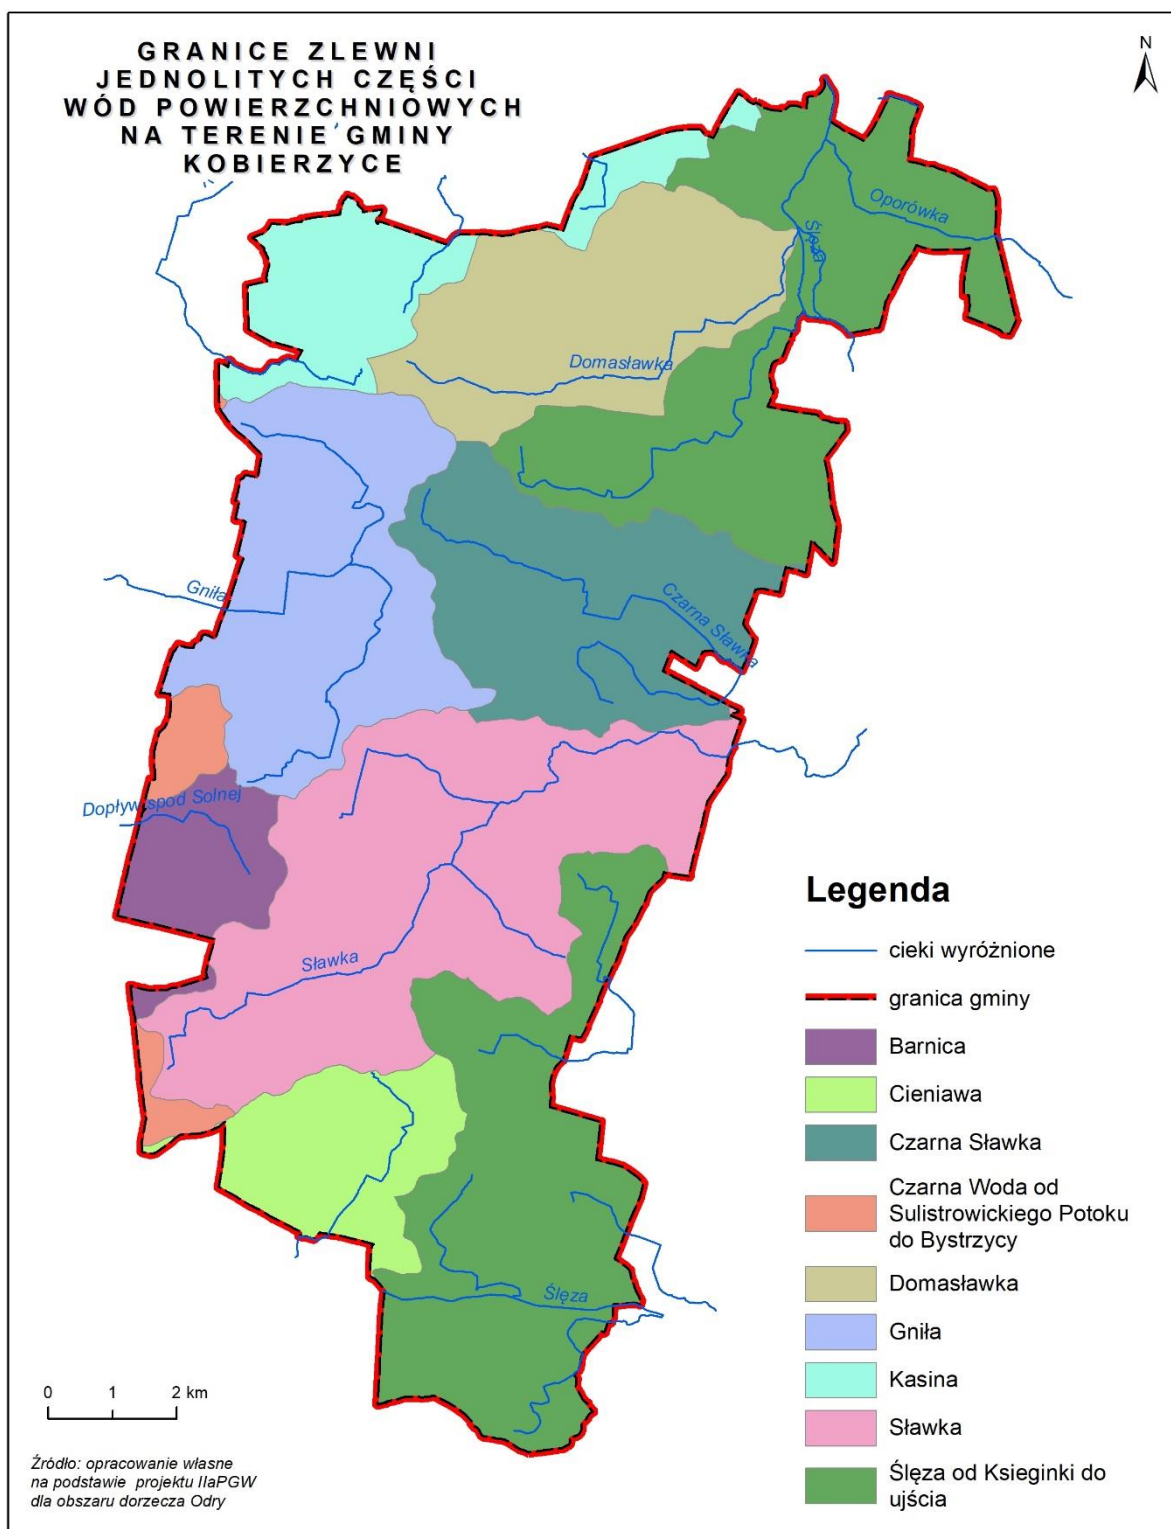 GRANICE ZLEWNI
JEDNOLITYCH CZĘŚCI
WÓD POWIERZCHNIOWYCH
NA TERENIE GMINY
KOBIERZYCE
N
Oporówka
Ślęza
Domasławka
Gniła
Czarna Sławka
Dopływ spod Solnej
Sławka
Ślęza
Legenda
cieki wyróżnione
granica gminy
Barnica
Cieniawa
Czarna Sławka
Czarna Woda od
Sulistrowickiego Potoku
do Bystrzycy
Domasławka
Gniła
Kasina
Sławka
Ślęza od Ksieginki do
ujścia
0 1 2 km
Źródło: opracowanie własne
na podstawie projektu IIaPGW
dla obszaru dorzecza Odry